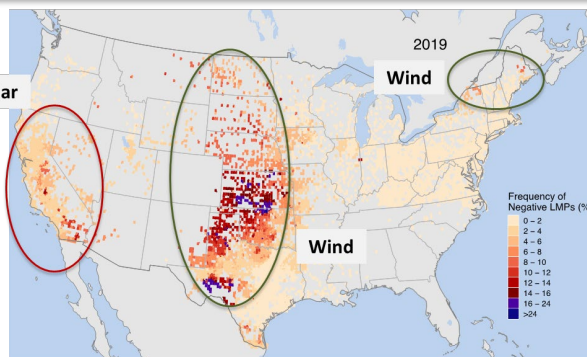 2019
Wind
ar
Wind
Frequency of
Negative LMPs (%
0 – 2
2 – 4
4 – 6
6 – 8
8 – 10
10 – 12
12 – 14
14 – 16
16 – 24
>24